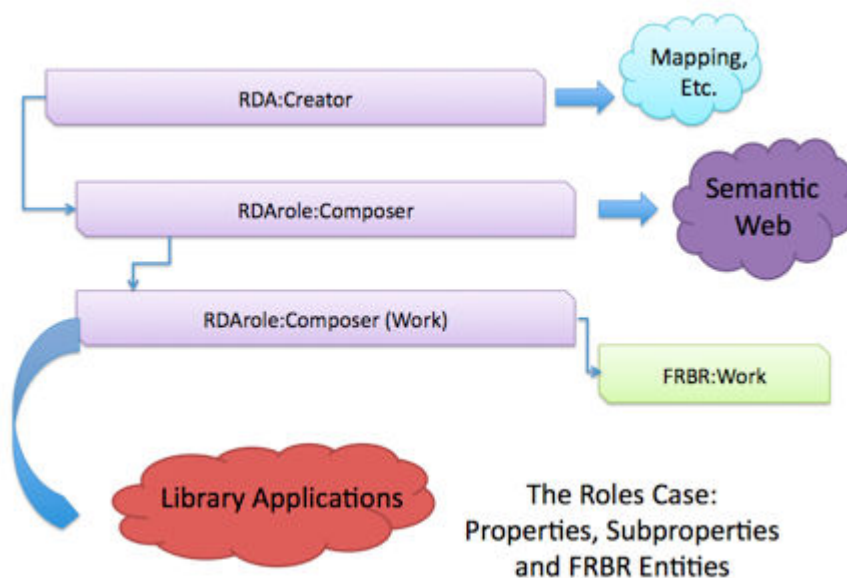 Mapping,
Etc.
RDA:Creator
Semantic
Web
RDArole:Composer
RDArole:Composer (Work)
FRBR:Work
Library Applications
The Roles Case:
Properties, Subproperties
and FRBR Entities